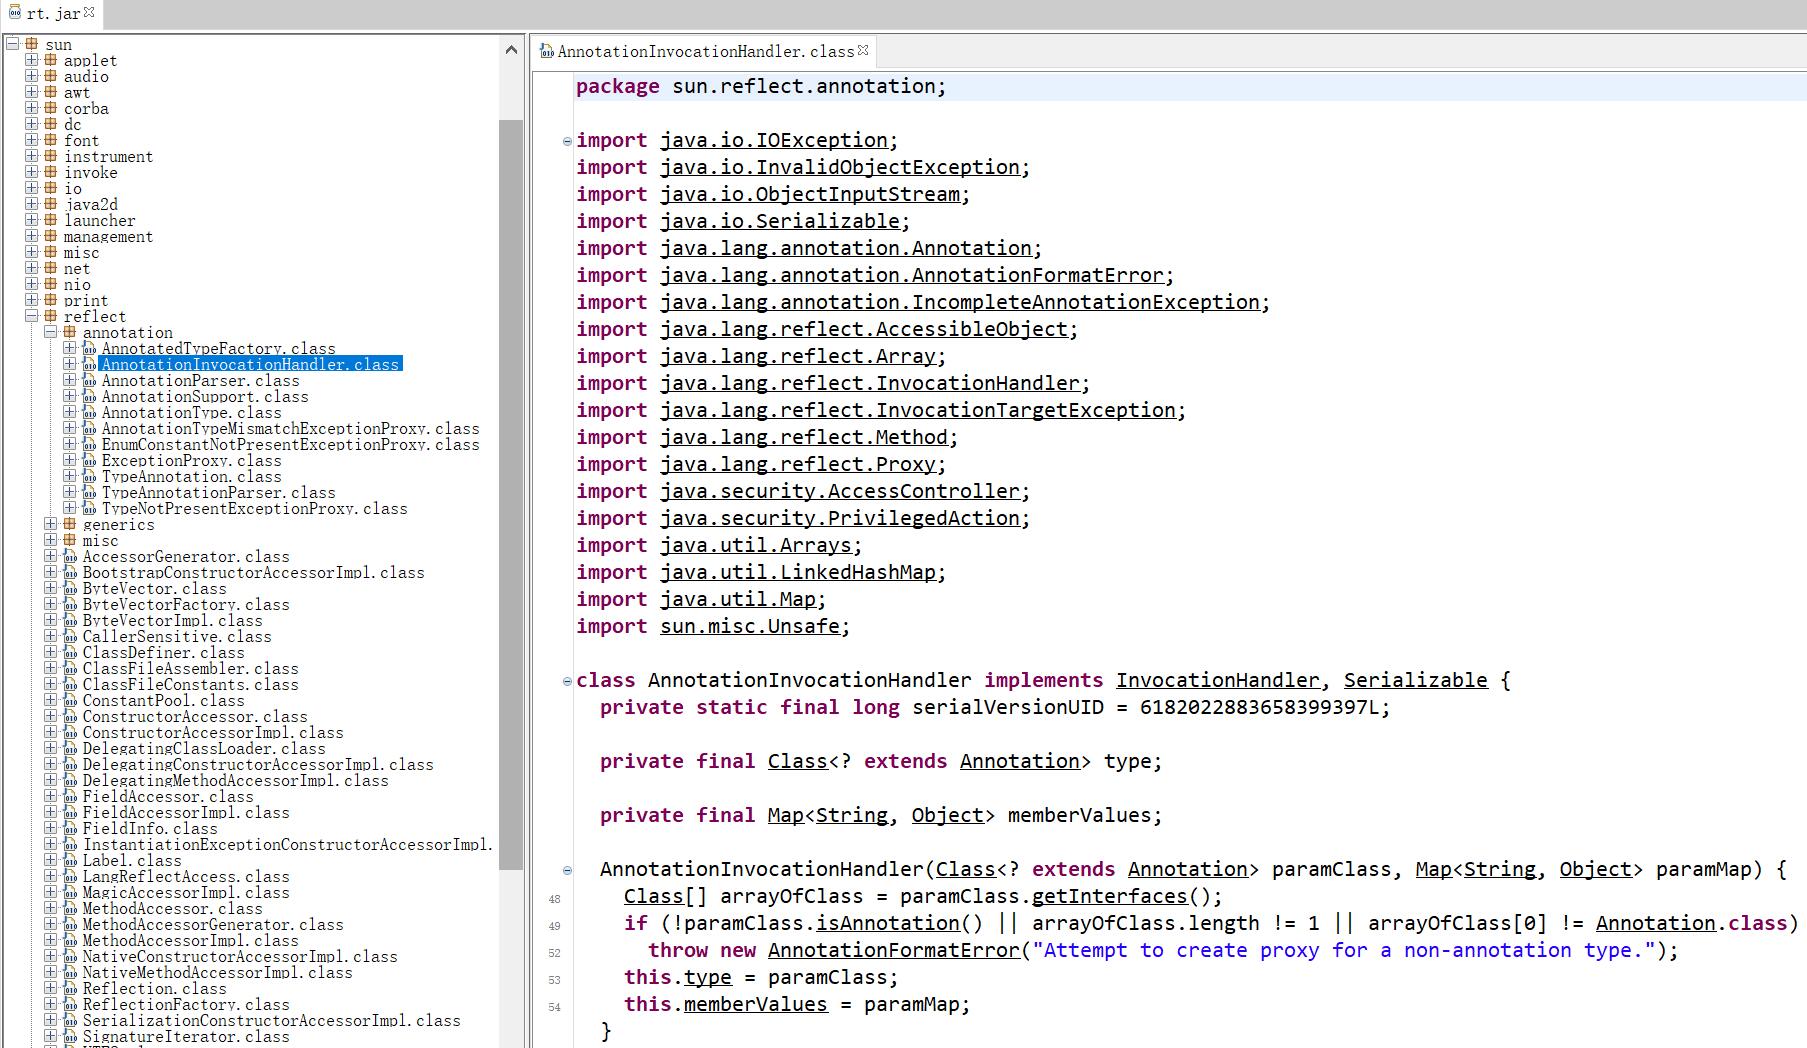 rt.jar
sun
applet
audio
awt
corba
dc
font
instrument
invoke
io
java2d
launcher
management
misc
net
nio
print
reflect
annotation
AnnotatedTypeFactory.class
AnnotationInvocationHandler.class
AnnotationParser.class
AnnotationSupport.class
AnnotationType.class
AnnotationTypeMismatchExceptionProxy.class
EnumConstantNotPresentExceptionProxy.class
ExceptionProxy.class
TypeAnnotation.class
TypeAnnotationParser.class
TypeNotPresentExceptionProxy.class
generics
misc
AccessorGenerator.class
BootstrapConstructorAccessorImpl.class
ByteVector.class
ByteVectorFactory.class
ByteVectorImpl.class
CallerSensitive.class
ClassDefiner.class
ClassFileAssembler.class
ClassFileConstants.class
ConstantPool.class
ConstructorAccessor.class
ConstructorAccessorImpl.class
DelegatingClassLoader.class
DelegatingConstructorAccessorImpl.class
DelegatingMethodAccessorImpl.class
FieldAccessor.class
FieldAccessorImpl.class
FieldInfo.class
InstantiationExceptionConstructorAccessorImpl.
Label.class
LangReflectAccess.class
MagicAccessorImpl.class
MethodAccessor.class
MethodAccessorGenerator.class
MethodAccessorImpl.class
NativeConstructorAccessorImpl.class
NativeMethodAccessorImpl.class
Reflection.class
ReflectionFactory.class
SerializationConstructorAccessorImpl.class
SignatureIterator.class
AnnotationInvocationHandler.class
package sun.reflect.annotation;
import java.io.IOException;
import java.io.InvalidObjectException;
import java.io.ObjectInputStream;
import java.io.Serializable;
import java.lang.annotation.Annotation;
import java.lang.annotation.AnnotationFormatError;
import java.lang.annotation.IncompleteAnnotationException;
import java.lang.reflect.AccessibleObject;
import java.lang.reflect.Array;
import java.lang.reflect.InvocationHandler;
import java.lang.reflect.InvocationTargetException;
import java.lang.reflect.Method;
import java.lang.reflect.Proxy;
import java.security.AccessController;
import java.security.PrivilegedAction;
import java.util.Arrays;
import java.util.LinkedHashMap;
import java.util.Map;
import sun.misc.Unsafe;
class AnnotationInvocationHandler implements InvocationHandler, Serializable {
private static final long serialVersionUID = 6182022883658399397L;
private final Class<? extends Annotation> type;
private final Map<String, Object> memberValues;
AnnotationInvocationHandler(Class<? extends Annotation> paramClass, Map<String, Object> paramMap) {
48 Class[] arrayOfClass = paramClass.getInterfaces();
49 if (!paramClass.isAnnotation() || arrayOfClass.length != 1 || arrayOfClass[0] != Annotation.class)
52 throw new AnnotationFormatError("Attempt to create proxy for a non-annotation type.");
53 this.type = paramClass;
54 this.memberValues = paramMap;
}